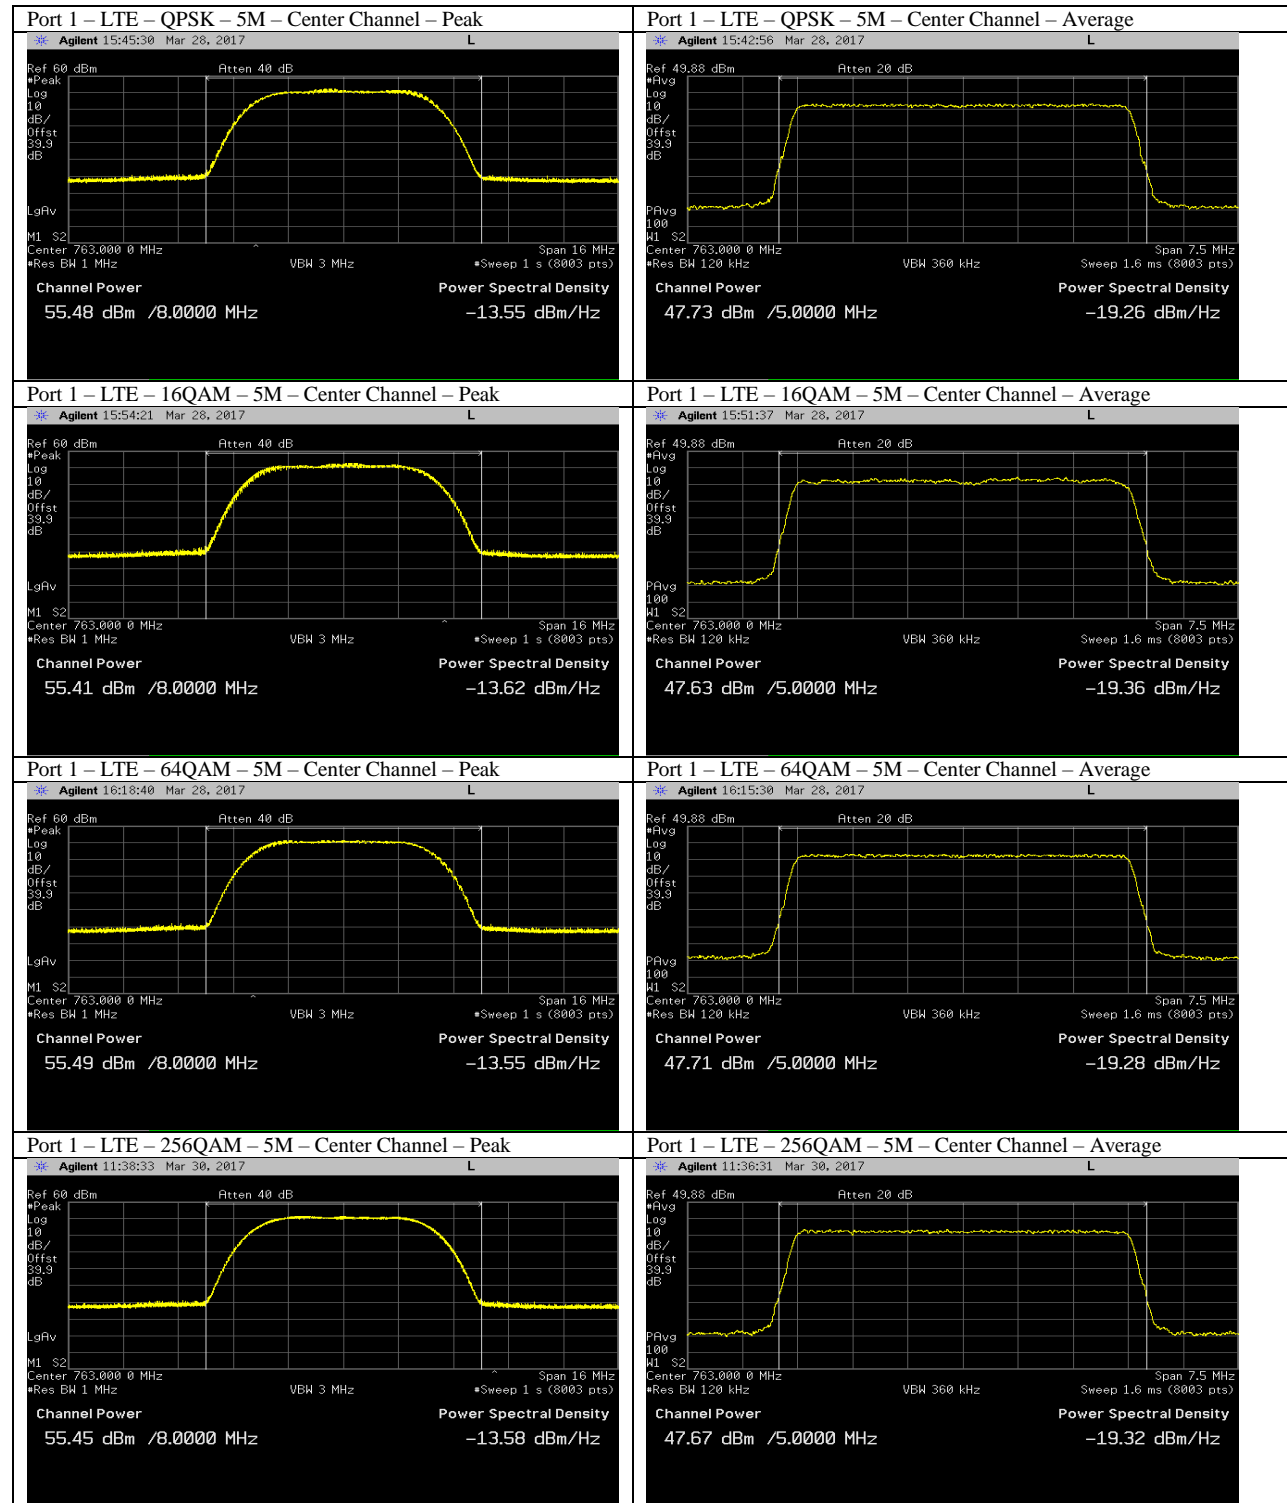 Port 1 – LTE – QPSK – 5M – Center Channel – Peak
Agilent 15:45:30 Mar 28, 2017 L
Ref 60 dBm Atten 40 dB
#Peak
Log
10
dB/
Offst
39.9
dB
LgAv
M1 S2
Center 763.000 0 MHz Span 16 MHz
#Res BW 1 MHz VBW 3 MHz #Sweep 1 s (8003 pts)
Channel Power Power Spectral Density
55.48 dBm /8.0000 MHz -13.55 dBm/Hz
Port 1 – LTE – QPSK – 5M – Center Channel – Average
Agilent 15:42:56 Mar 28, 2017 L
Ref 49.88 dBm Atten 20 dB
#Avg
Log
10
dB/
Offst
39.9
dB
PAvg
100
W1 S2
Center 763.000 0 MHz Span 7.5 MHz
#Res BW 120 kHz VBW 360 kHz Sweep 1.6 ms (8003 pts)
Channel Power Power Spectral Density
47.73 dBm /5.0000 MHz -19.26 dBm/Hz
Port 1 – LTE – 16QAM – 5M – Center Channel – Peak
Agilent 15:54:21 Mar 28, 2017 L
Ref 60 dBm Atten 40 dB
#Peak
Log
10
dB/
Offst
39.9
dB
LgAv
M1 S2
Center 763.000 0 MHz Span 16 MHz
#Res BW 1 MHz VBW 3 MHz #Sweep 1 s (8003 pts)
Channel Power Power Spectral Density
55.41 dBm /8.0000 MHz -13.62 dBm/Hz
Port 1 – LTE – 16QAM – 5M – Center Channel – Average
Agilent 15:51:37 Mar 28, 2017 L
Ref 49.88 dBm Atten 20 dB
#Avg
Log
10
dB/
Offst
39.9
dB
PAvg
100
W1 S2
Center 763.000 0 MHz Span 7.5 MHz
#Res BW 120 kHz VBW 360 kHz Sweep 1.6 ms (8003 pts)
Channel Power Power Spectral Density
47.63 dBm /5.0000 MHz -19.36 dBm/Hz
Port 1 – LTE – 64QAM – 5M – Center Channel – Peak
Agilent 16:18:40 Mar 28, 2017 L
Ref 60 dBm Atten 40 dB
#Peak
Log
10
dB/
Offst
39.9
dB
LgAv
M1 S2
Center 763.000 0 MHz Span 16 MHz
#Res BW 1 MHz VBW 3 MHz #Sweep 1 s (8003 pts)
Channel Power Power Spectral Density
55.49 dBm /8.0000 MHz -13.55 dBm/Hz
Port 1 – LTE – 64QAM – 5M – Center Channel – Average
Agilent 16:15:30 Mar 28, 2017 L
Ref 49.88 dBm Atten 20 dB
#Avg
Log
10
dB/
Offst
39.9
dB
PAvg
100
W1 S2
Center 763.000 0 MHz Span 7.5 MHz
#Res BW 120 kHz VBW 360 kHz Sweep 1.6 ms (8003 pts)
Channel Power Power Spectral Density
47.71 dBm /5.0000 MHz -19.28 dBm/Hz
Port 1 – LTE – 256QAM – 5M – Center Channel – Peak
Agilent 11:38:33 Mar 30, 2017 L
Ref 60 dBm Atten 40 dB
#Peak
Log
10
dB/
Offst
39.9
dB
LgAv
M1 S2
Center 763.000 0 MHz Span 16 MHz
#Res BW 1 MHz VBW 3 MHz #Sweep 1 s (8003 pts)
Channel Power Power Spectral Density
55.45 dBm /8.0000 MHz -13.58 dBm/Hz
Port 1 – LTE – 256QAM – 5M – Center Channel – Average
Agilent 11:36:31 Mar 30, 2017 L
Ref 49.88 dBm Atten 20 dB
#Avg
Log
10
dB/
Offst
39.9
dB
PAvg
100
W1 S2
Center 763.000 0 MHz Span 7.5 MHz
#Res BW 120 kHz VBW 360 kHz Sweep 1.6 ms (8003 pts)
Channel Power Power Spectral Density
47.67 dBm /5.0000 MHz -19.32 dBm/Hz